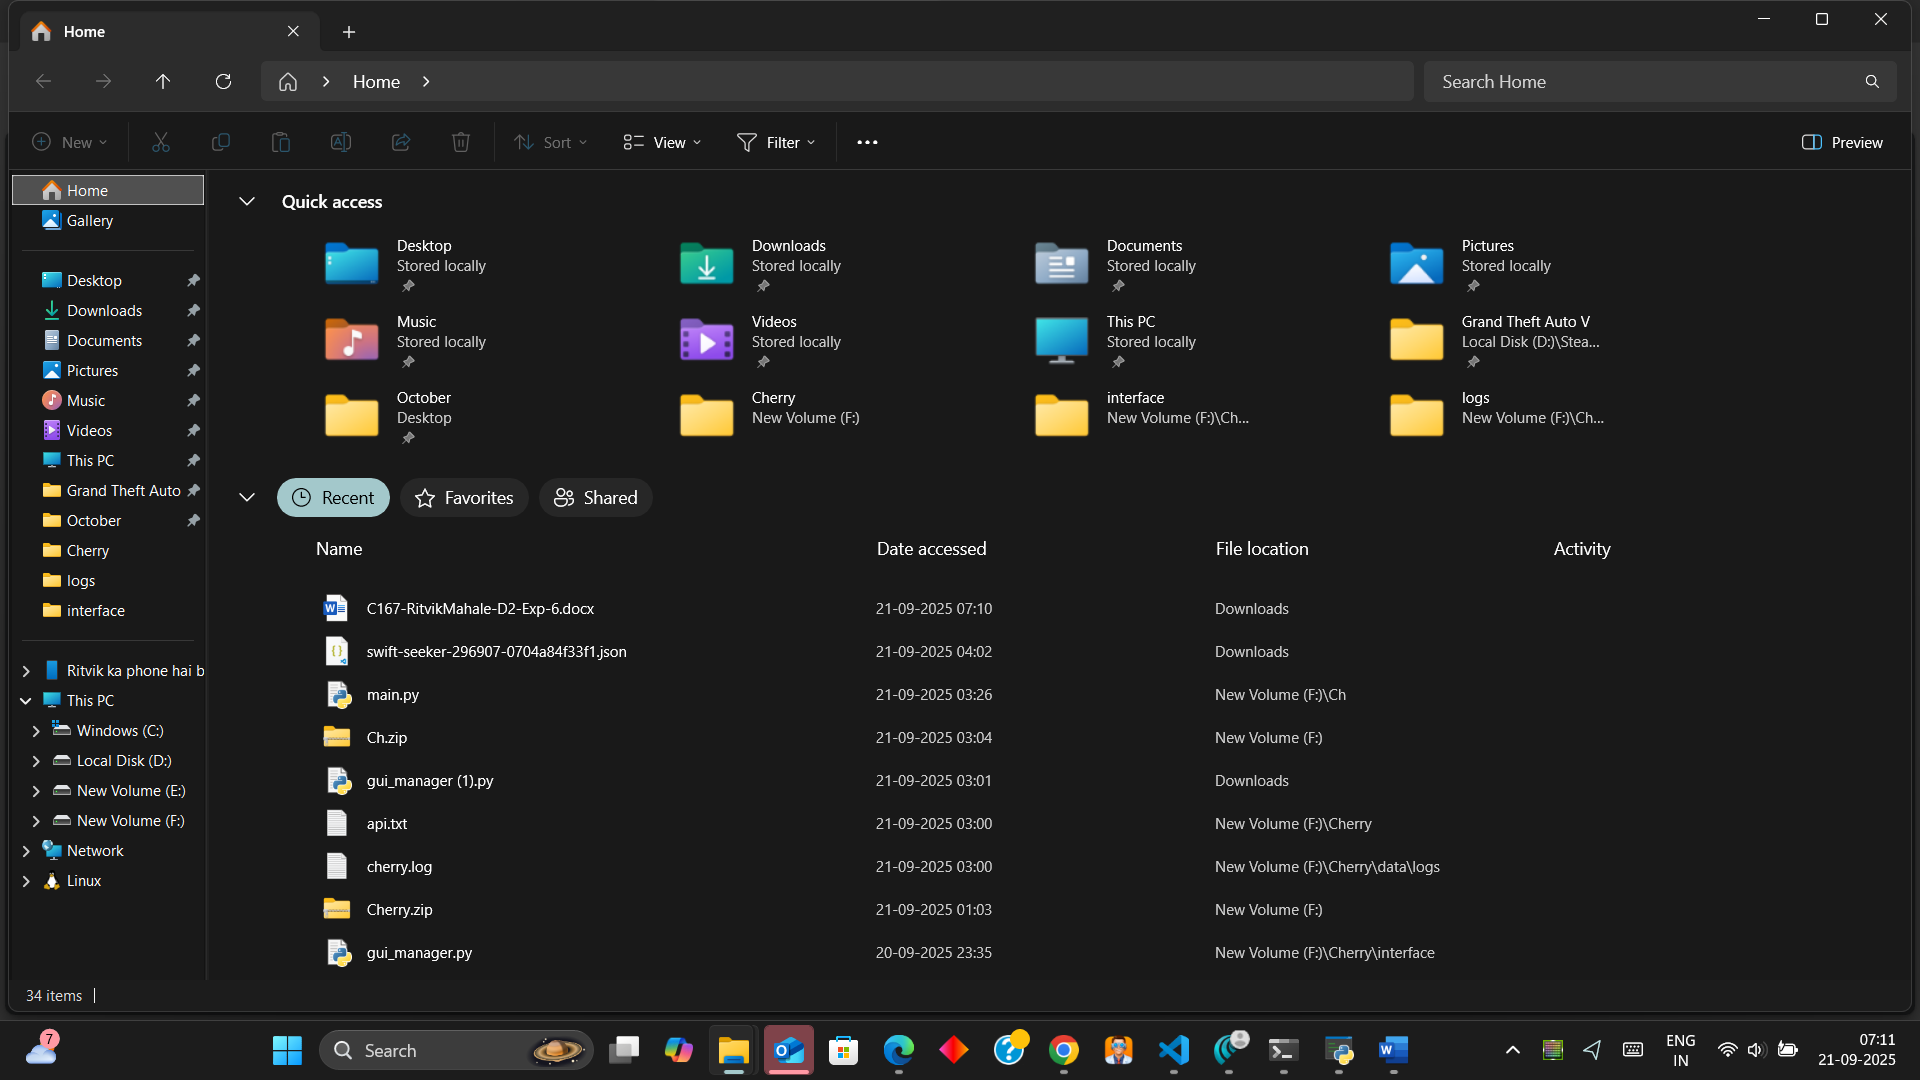 Home
Home
Search Home
New
Sort
View
Filter
Preview
Home
Gallery
Desktop
Downloads
Documents
Pictures
Music
Videos
This PC
Grand Theft Auto
October
Cherry
logs
interface
Ritvik ka phone hai b
This PC
Windows (C:)
Local Disk (D:)
New Volume (E:)
New Volume (F:)
Network
Linux
Quick access
Desktop
Stored locally
Downloads
Stored locally
Documents
Stored locally
Pictures
Stored locally
Music
Stored locally
Videos
Stored locally
This PC
Stored locally
Grand Theft Auto V
Local Disk (D:)\Stea...
October
Desktop
Cherry
New Volume (F:)
interface
New Volume (F:)\Ch...
logs
New Volume (F:)\Ch...
Recent Favorites Shared
Name Date accessed File location Activity
C167-RitvikMahale-D2-Exp-6.docx 21-09-2025 07:10 Downloads
swift-seeker-296907-0704a84f33f1.json 21-09-2025 04:02 Downloads
main.py 21-09-2025 03:26 New Volume (F:)\Ch
Ch.zip 21-09-2025 03:04 New Volume (F:)
gui_manager (1).py 21-09-2025 03:01 Downloads
api.txt 21-09-2025 03:00 New Volume (F:)\Cherry
cherry.log 21-09-2025 03:00 New Volume (F:)\Cherry\data\logs
Cherry.zip 21-09-2025 01:03 New Volume (F:)
gui_manager.py 20-09-2025 23:35 New Volume (F:)\Cherry\interface
34 items
7
Search
ENG
IN
07:11
21-09-2025